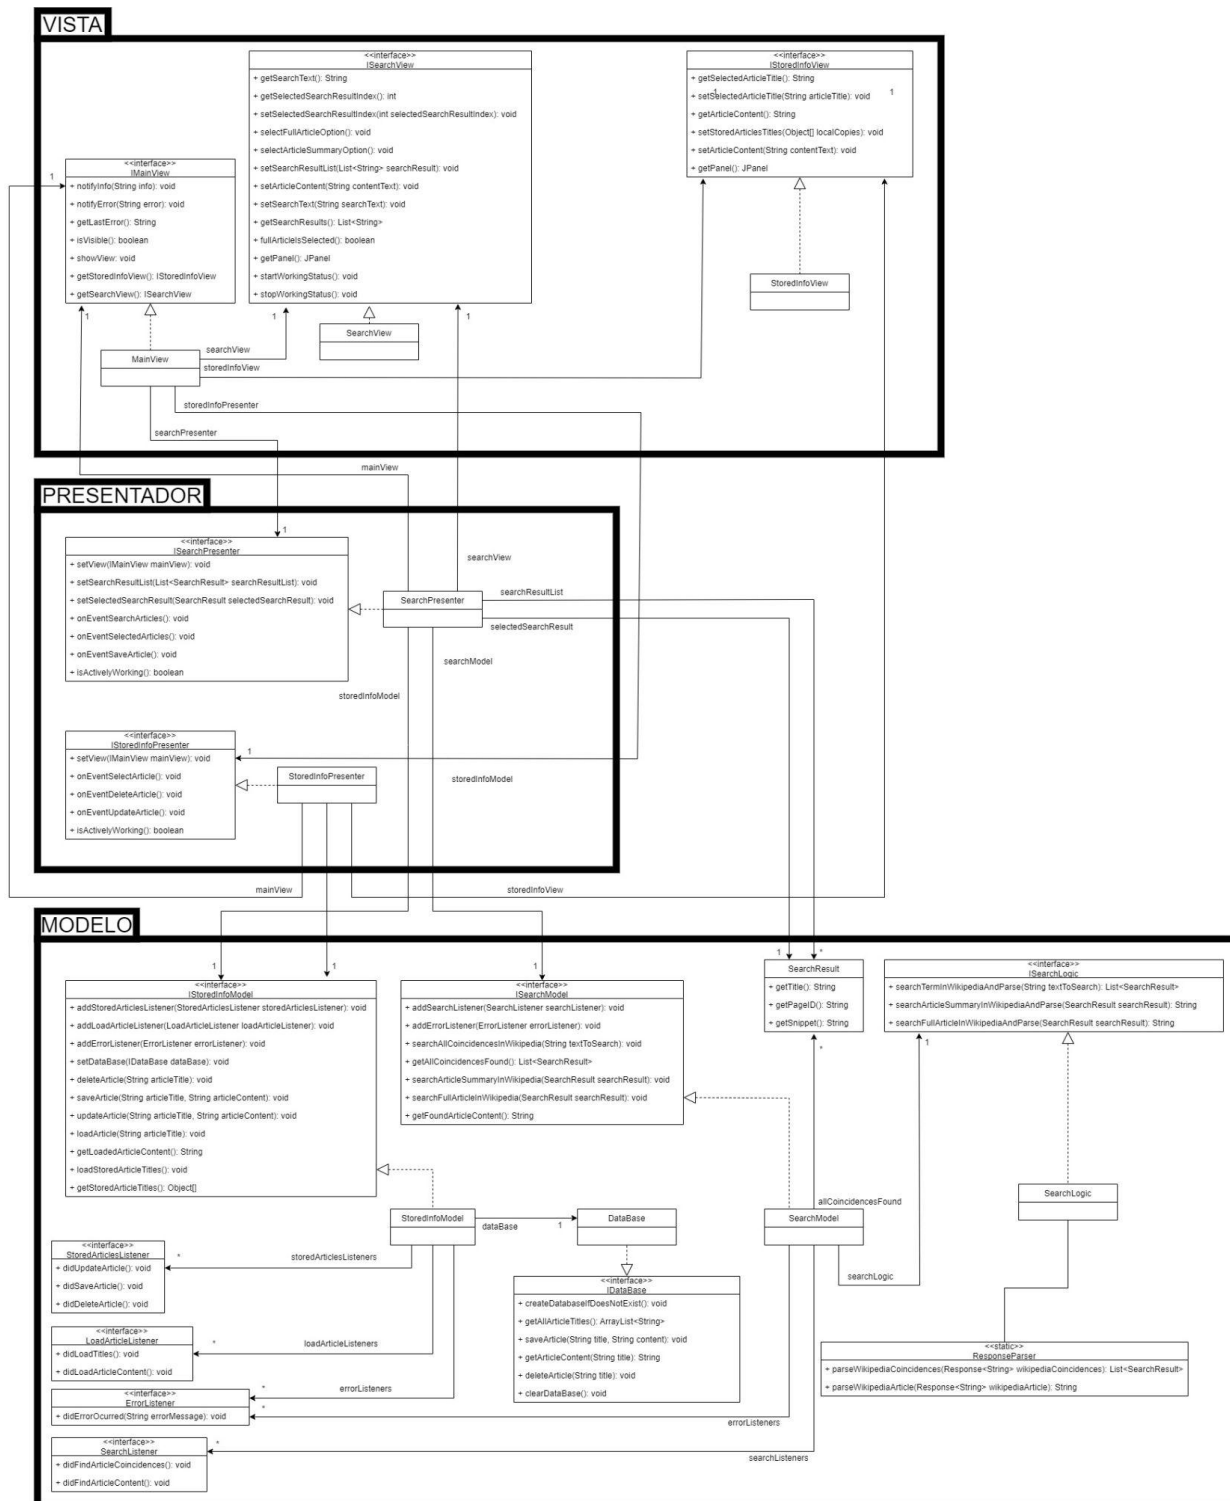 VISTA
<<interface>>
ISearchView
+ getSearchText(): String
+ getSelectedSearchResultIndex(): int
+ setSelectedSearchResultIndex(int selectedSearchResultIndex): void
+ selectFullArticleOption(): void
+ selectArticleSummaryOption(): void
+ setSearchResultList(List<String> searchResult): void
+ setArticleContent(String contentText): void
+ setSearchText(String searchText): void
+ getSearchResults(): List<String>
+ fullArticleIsSelected(): boolean
+ getPanel(): JPanel
+ startWorkingStatus(): void
+ stopWorkingStatus(): void
<<interface>>
IStoredInfoView
+ getSelectedArticleTitle(): String
+ setSelectedArticleTitle(String articleTitle): void
+ getArticleContent(): String
+ setStoredArticlesTitles(Object[] localCopies): void
+ setArticleContent(String contentText): void
+ getPanel(): JPanel
1
1
<<interface>>
IMainView
+ notifyInfo(String info): void
+ notifyError(String error): void
+ getLastError(): String
+ isVisible(): boolean
+ showView: void
+ getStoredInfoView(): IStoredInfoView
+ getSearchView(): ISearchView
1
1
1
1
StoredInfoView
SearchView
MainView
searchView
storedInfoView
storedInfoPresenter
searchPresenter
mainView
PRESENTADOR
1
<<interface>>
ISearchPresenter
+ setView(IMainView mainView): void
+ setSearchResultList(List<SearchResult> searchResultList): void
+ setSelectedSearchResult(SearchResult selectedSearchResult): void
+ onEventSearchArticles(): void
+ onEventSelectedArticles(): void
+ onEventSaveArticle(): void
+ isActivelyWorking(): boolean
searchView
SearchPresenter
searchResultList
selectedSearchResult
searchModel
storedInfoModel
<<interface>>
IStoredInfoPresenter
+ setView(IMainView mainView): void
+ onEventSelectArticle(): void
+ onEventDeleteArticle(): void
+ onEventUpdateArticle(): void
+ isActivelyWorking(): boolean
1
StoredInfoPresenter
storedInfoModel
mainView
storedInfoView
MODELO
1
1
1
1
*
<<interface>>
IStoredInfoModel
+ addStoredArticlesListener(StoredArticlesListener storedArticlesListener): void
+ addLoadArticleListener(LoadArticleListener loadArticleListener): void
+ addErrorListener(ErrorListener errorListener): void
+ setDataBase(IDataBase dataBase): void
+ deleteArticle(String articleTitle): void
+ saveArticle(String articleTitle, String articleContent): void
+ updateArticle(String articleTitle, String articleContent): void
+ loadArticle(String articleTitle): void
+ getLoadedArticleContent(): String
+ loadStoredArticleTitles(): void
+ getStoredArticleTitles(): Object[]
<<interface>>
ISearchModel
+ addSearchListener(SearchListener searchListener): void
+ addErrorListener(ErrorListener errorListener): void
+ searchAllCoincidencesInWikipedia(String textToSearch): void
+ getAllCoincidencesFound(): List<SearchResult>
+ searchArticleSummaryInWikipedia(SearchResult searchResult): void
+ searchFullArticleInWikipedia(SearchResult searchResult): void
+ getFoundArticleContent(): String
SearchResult
+ getTitle(): String
+ getPageID(): String
+ getSnippet(): String
*
1
<<interface>>
ISearchLogic
+ searchTermInWikipediaAndParse(String textToSearch): List<SearchResult>
+ searchArticleSummaryInWikipediaAndParse(SearchResult searchResult): String
+ searchFullArticleInWikipediaAndParse(SearchResult searchResult): String
SearchLogic
allCoincidencesFound
StoredInfoModel
dataBase
1
DataBase
SearchModel
searchLogic
storedArticlesListeners
*
<<interface>>
StoredArticlesListener
+ didUpdateArticle(): void
+ didSaveArticle(): void
+ didDeleteArticle(): void
<<interface>>
IDataBase
+ createDatabaseIfDoesNotExist(): void
+ getAllArticleTitles(): ArrayList<String>
+ saveArticle(String title, String content): void
+ getArticleContent(String title): String
+ deleteArticle(String title): void
+ clearDataBase(): void
<<interface>>
LoadArticleListener
+ didLoadTitles(): void
+ didLoadArticleContent(): void
*
loadArticleListeners
<<static>>
ResponseParser
+ parseWikipediaCoincidences(Response<String> wikipediaCoincidences): List<SearchResult>
+ parseWikipediaArticle(Response<String> wikipediaArticle): String
<<interface>>
ErrorListener
+ didErrorOcurred(String errorMessage): void
*
errorListeners
*
errorListeners
<<interface>>
SearchListener
+ didFindArticleCoincidences(): void
+ didFindArticleContent(): void
*
searchListeners